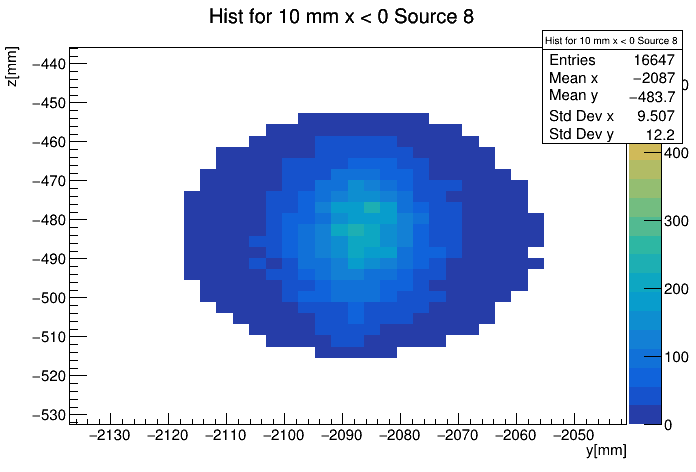 Hist for 10 mm x < 0 Source 8
z[mm]
Hist for 10 mm x < 0 Source 8
Entries 16647
Mean x −2087
Mean y −483.7
Std Dev x 9.507
Std Dev y 12.2
−440
−450
−460
−470
−480
−490
−500
−510
−520
−530
400
300
200
100
0
−2130 −2120 −2110 −2100 −2090 −2080 −2070 −2060 −2050
y[mm]